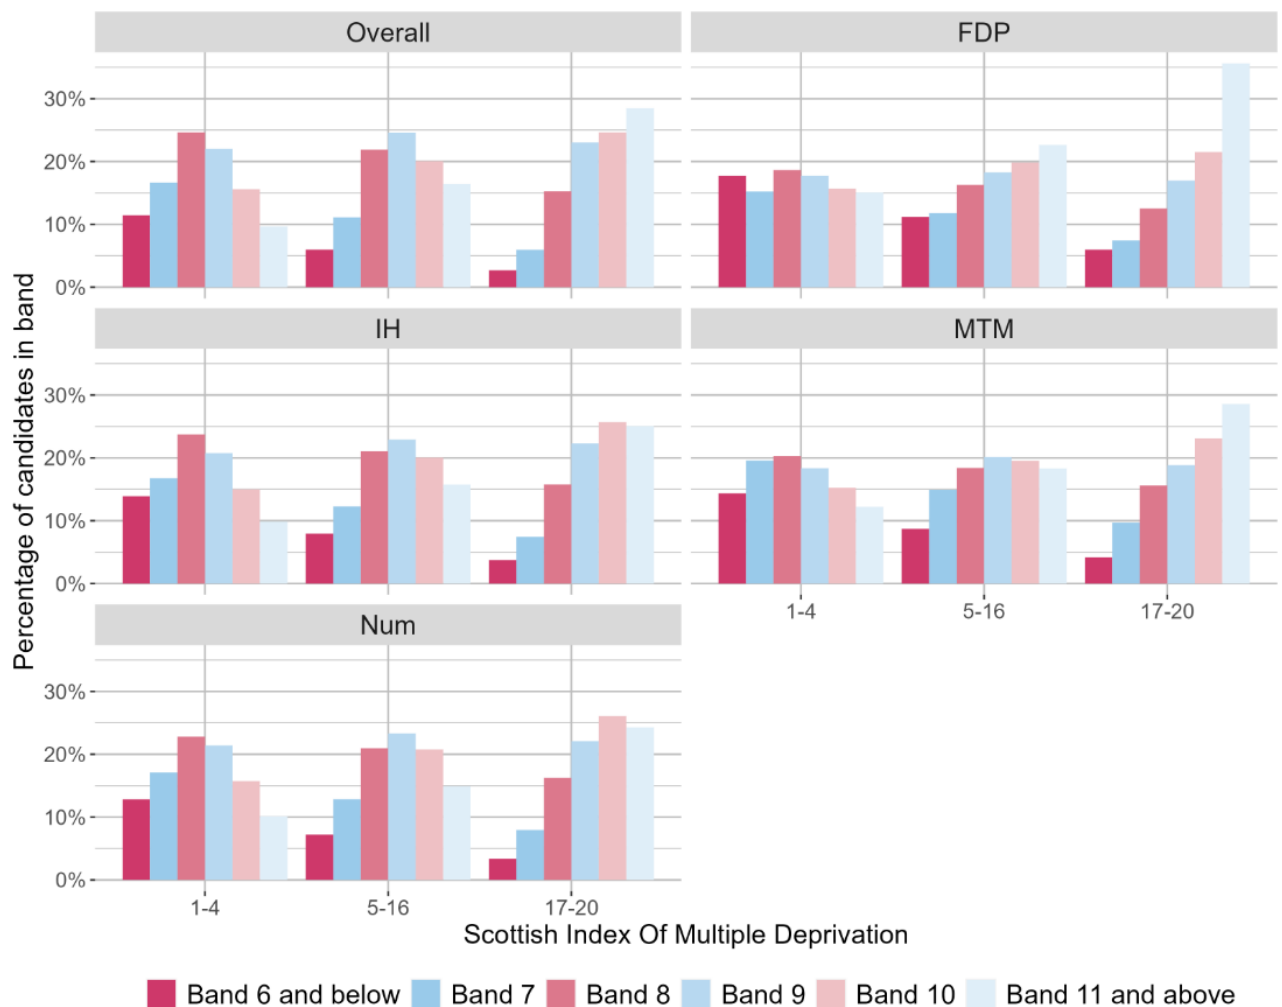 Overall
FDP
30%
20%
10%
0%
IH
MTM
30%
20%
10%
0%
1-4
5-16
17-20
Num
30%
20%
10%
0%
1-4
5-16
17-20
Percentage of candidates in band
Scottish Index Of Multiple Deprivation
Band 6 and below Band 7 Band 8 Band 9 Band 10 Band 11 and above